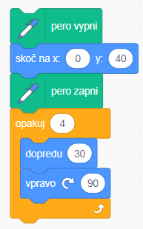 pero vypni
skoč na x: 0 y: 40
pero zapni
opakuj 4
dopredu 30
vpravo 90